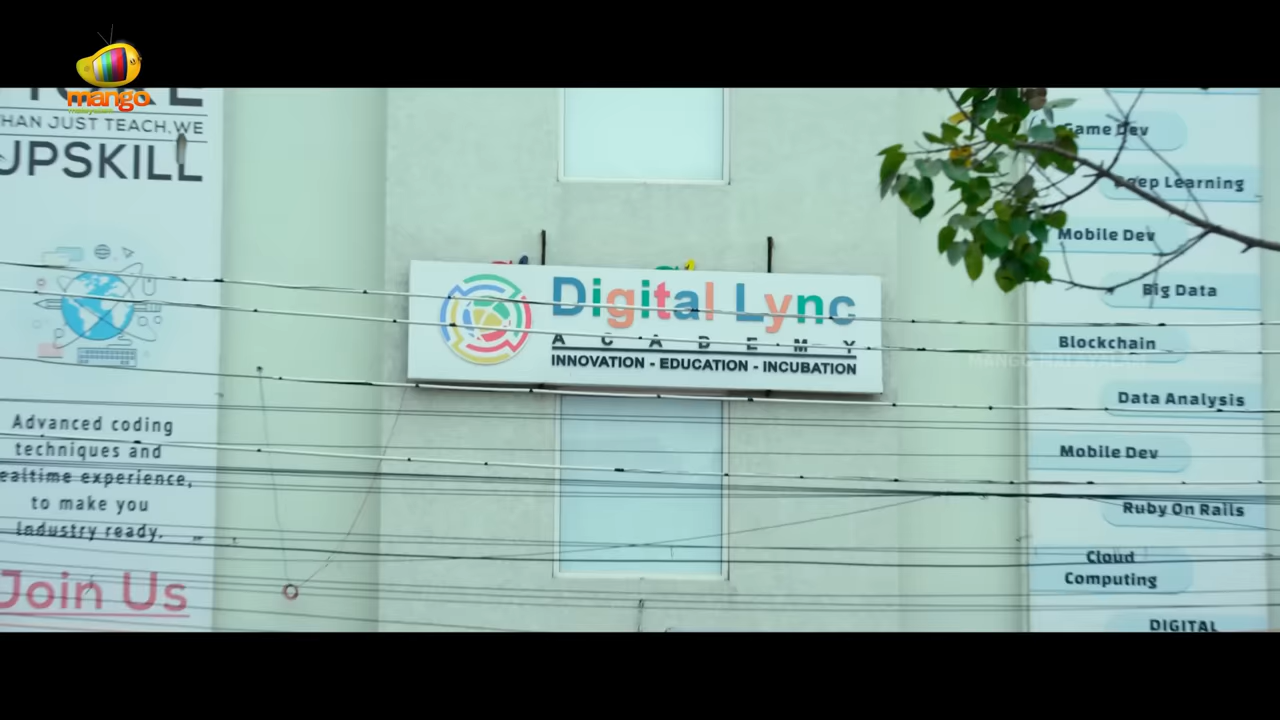 mango
HAN JUST TEACH,WE
UPSKILL
Advanced coding
techniques and
ealtime experience,
to make you
Industry ready.
Join Us
Digital Lync
ACADEMY
INNOVATION - EDUCATION - INCUBATION
Game Dev
Deep Learning
Mobile Dev
Big Data
Blockchain
Data Analysis
Mobile Dev
Ruby On Rails
Cloud
Computing
DIGITAL